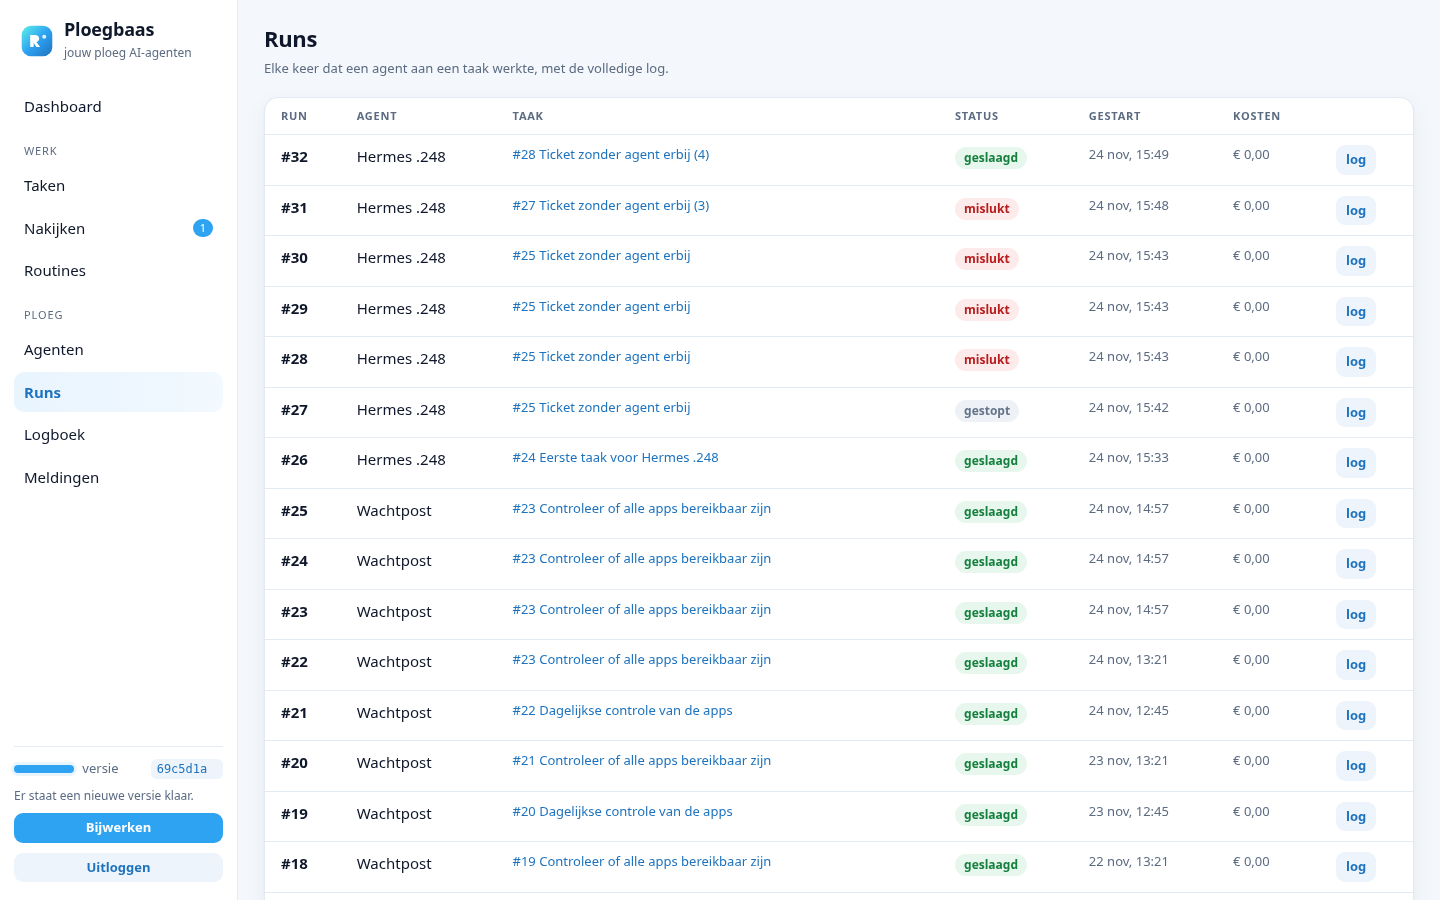 Ploegbaas
jouw ploeg AI-agenten
Dashboard
WERK
Taken
Nakijken 1
Routines
PLOEG
Agenten
Runs
Logboek
Meldingen
versie 69c5d1a
Er staat een nieuwe versie klaar.
Bijwerken
Uitloggen
Runs
Elke keer dat een agent aan een taak werkte, met de volledige log.
RUN AGENT TAAK STATUS GESTART KOSTEN
#32 Hermes .248 #28 Ticket zonder agent erbij (4) geslaagd 24 nov, 15:49 € 0,00 log
#31 Hermes .248 #27 Ticket zonder agent erbij (3) mislukt 24 nov, 15:48 € 0,00 log
#30 Hermes .248 #25 Ticket zonder agent erbij mislukt 24 nov, 15:43 € 0,00 log
#29 Hermes .248 #25 Ticket zonder agent erbij mislukt 24 nov, 15:43 € 0,00 log
#28 Hermes .248 #25 Ticket zonder agent erbij mislukt 24 nov, 15:43 € 0,00 log
#27 Hermes .248 #25 Ticket zonder agent erbij gestopt 24 nov, 15:42 € 0,00 log
#26 Hermes .248 #24 Eerste taak voor Hermes .248 geslaagd 24 nov, 15:33 € 0,00 log
#25 Wachtpost #23 Controleer of alle apps bereikbaar zijn geslaagd 24 nov, 14:57 € 0,00 log
#24 Wachtpost #23 Controleer of alle apps bereikbaar zijn geslaagd 24 nov, 14:57 € 0,00 log
#23 Wachtpost #23 Controleer of alle apps bereikbaar zijn geslaagd 24 nov, 14:57 € 0,00 log
#22 Wachtpost #23 Controleer of alle apps bereikbaar zijn geslaagd 24 nov, 13:21 € 0,00 log
#21 Wachtpost #22 Dagelijkse controle van de apps geslaagd 24 nov, 12:45 € 0,00 log
#20 Wachtpost #21 Controleer of alle apps bereikbaar zijn geslaagd 23 nov, 13:21 € 0,00 log
#19 Wachtpost #20 Dagelijkse controle van de apps geslaagd 23 nov, 12:45 € 0,00 log
#18 Wachtpost #19 Controleer of alle apps bereikbaar zijn geslaagd 22 nov, 13:21 € 0,00 log